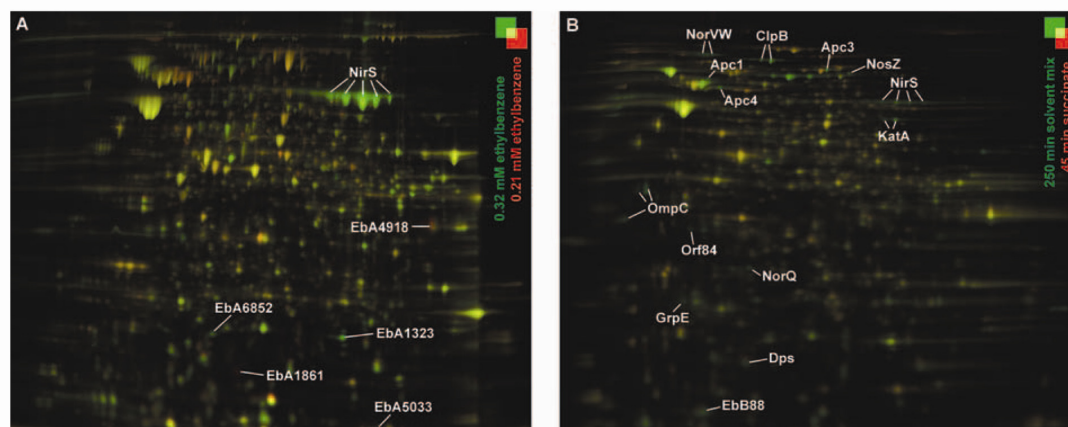 A
0.32 mM ethylbenzene
0.21 mM ethylbenzene
NirS
EbA4918
EbA6852
EbA1323
EbA1861
EbA5033
B
250 min solvent mix
45 min succinate
NorVW
ClpB
Apc3
Apc1
NosZ
NirS
Apc4
KatA
OmpC
Orf84
NorQ
GrpE
Dps
EbB88